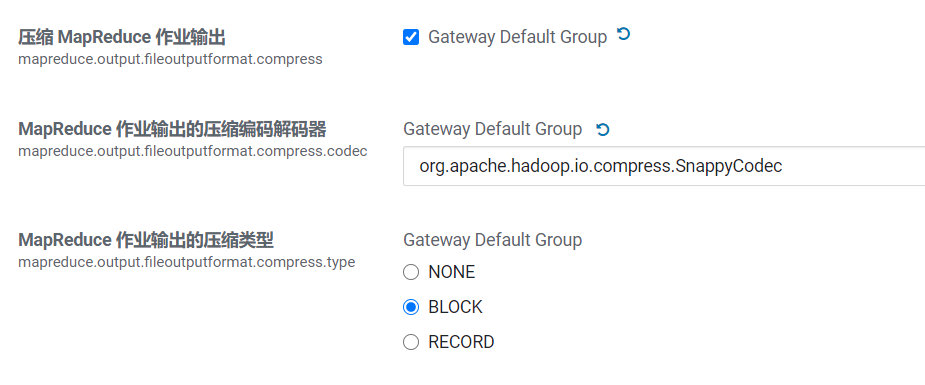 压缩 MapReduce 作业输出
mapreduce.output.fileoutputformat.compress
Gateway Default Group
MapReduce 作业输出的压缩编码解码器
mapreduce.output.fileoutputformat.compress.codec
Gateway Default Group
org.apache.hadoop.io.compress.SnappyCodec
MapReduce 作业输出的压缩类型
mapreduce.output.fileoutputformat.compress.type
Gateway Default Group
NONE
BLOCK
RECORD